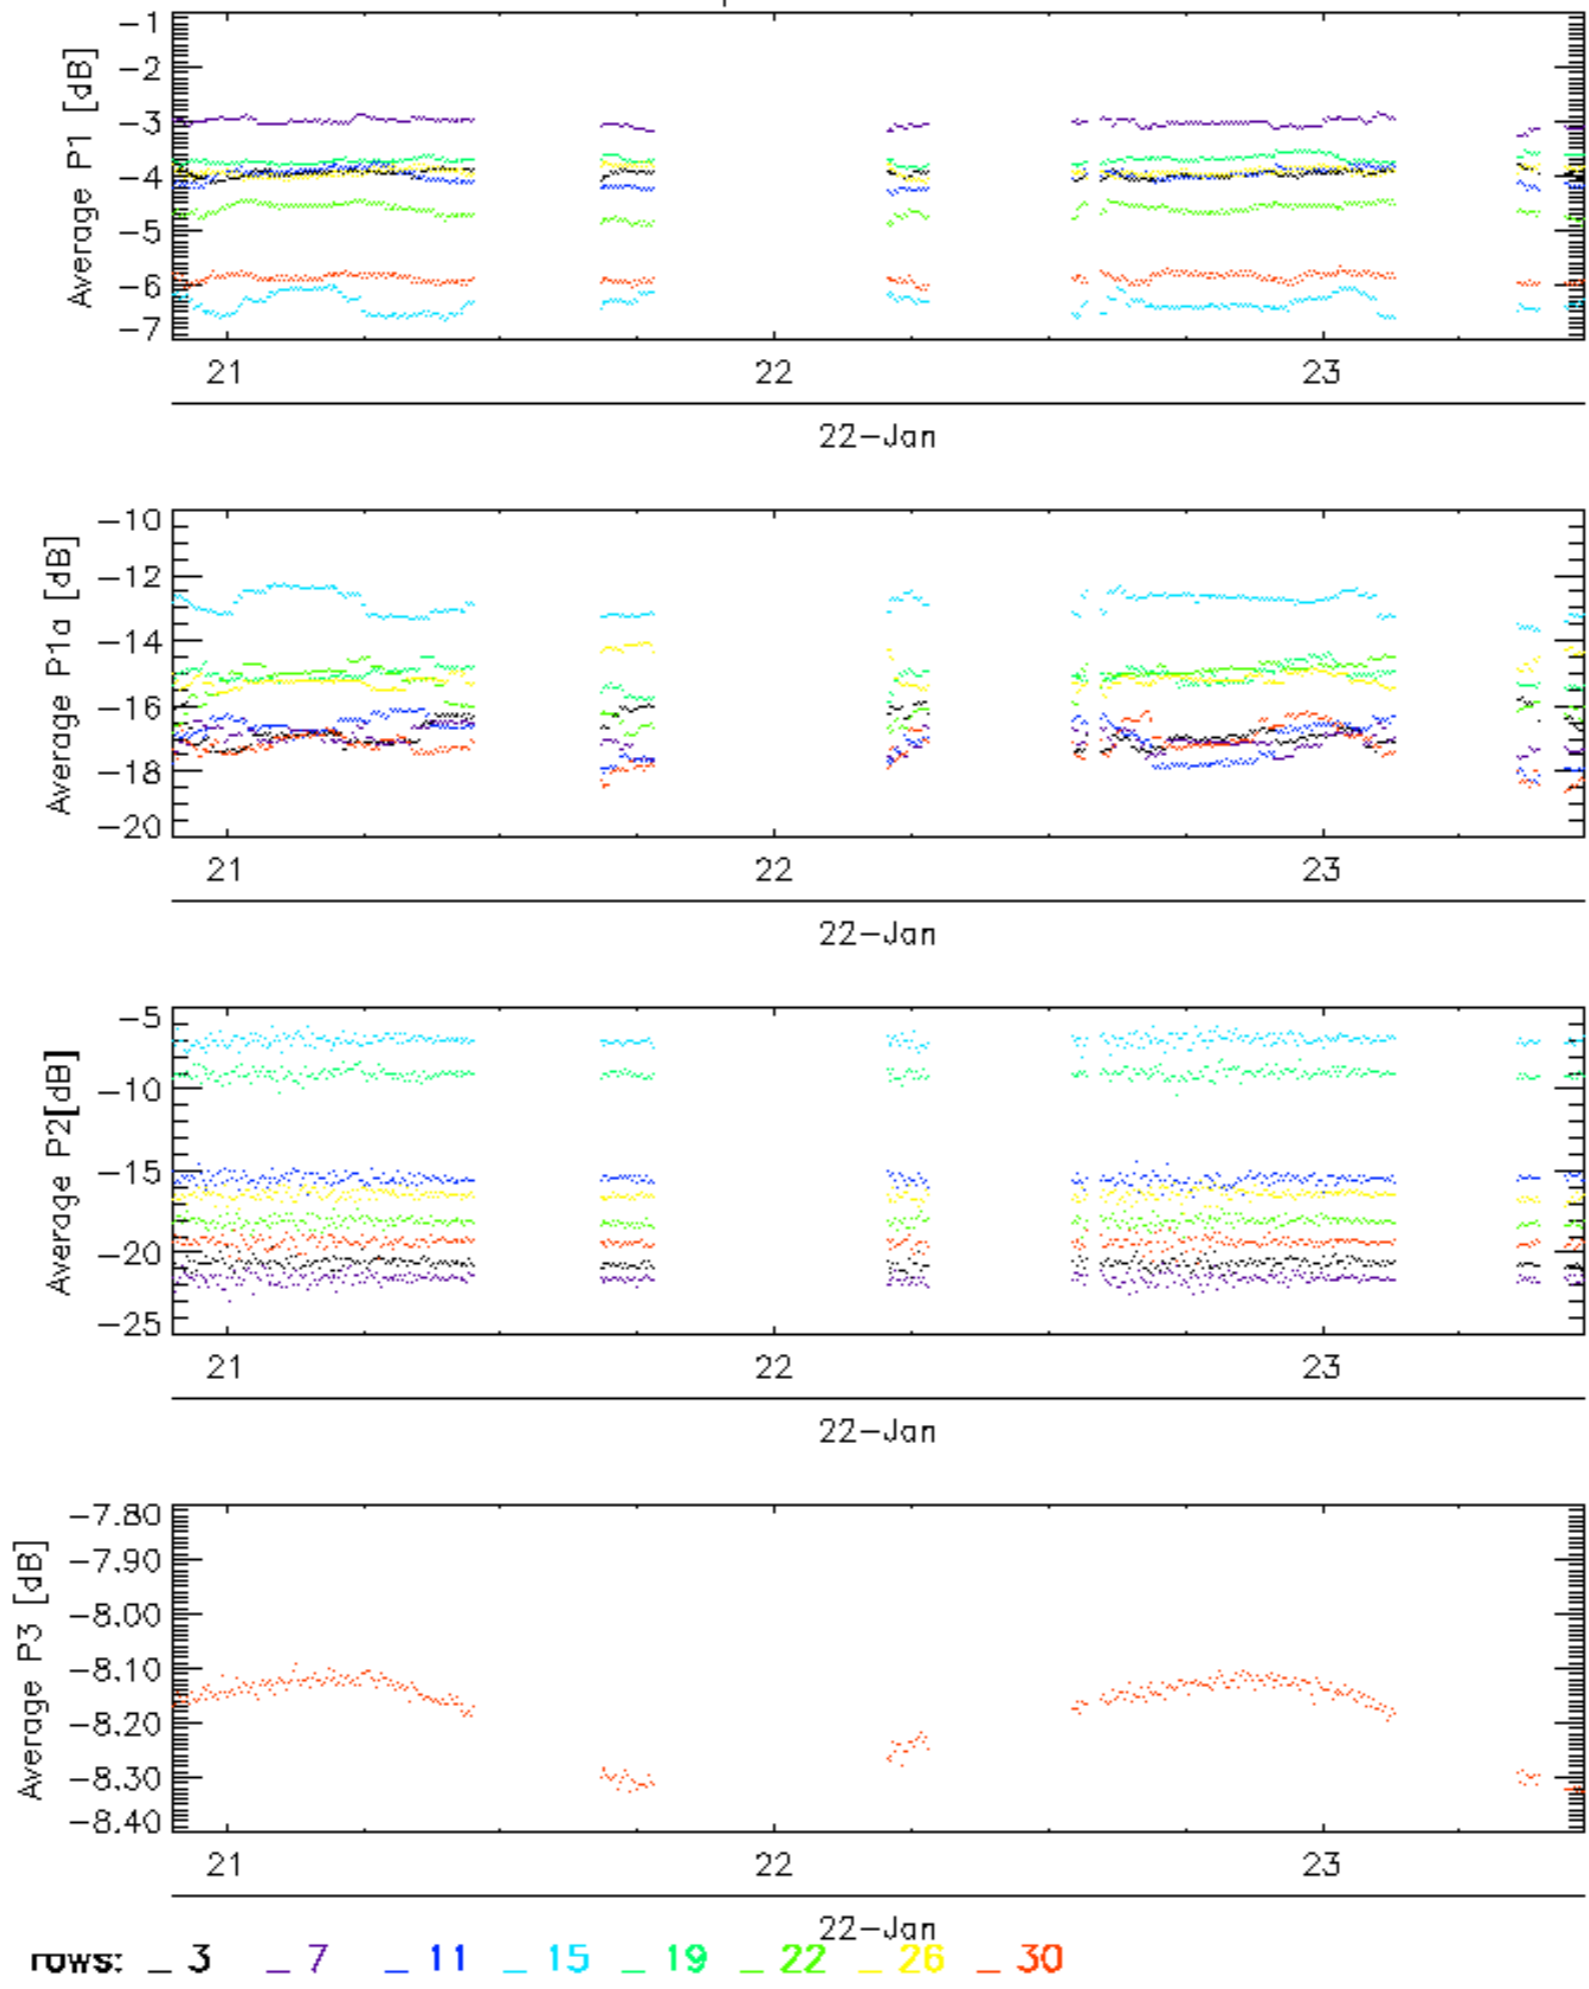 -1
-2
-3
-4
-5
-6
-7
Average P1 [dB]
21 22 23
22-Jan
-10
-12
-14
-16
-18
-20
Average P1a [dB]
21 22 23
22-Jan
-5
-10
-15
-20
-25
Average P2[dB]
21 22 23
22-Jan
-7.80
-7.90
-8.00
-8.10
-8.20
-8.30
-8.40
Average P3 [dB]
21 22 23
22-Jan
rows: _ 3 _ 7 _ 11 _ 15 _ 19 _ 22 _ 26 _ 30